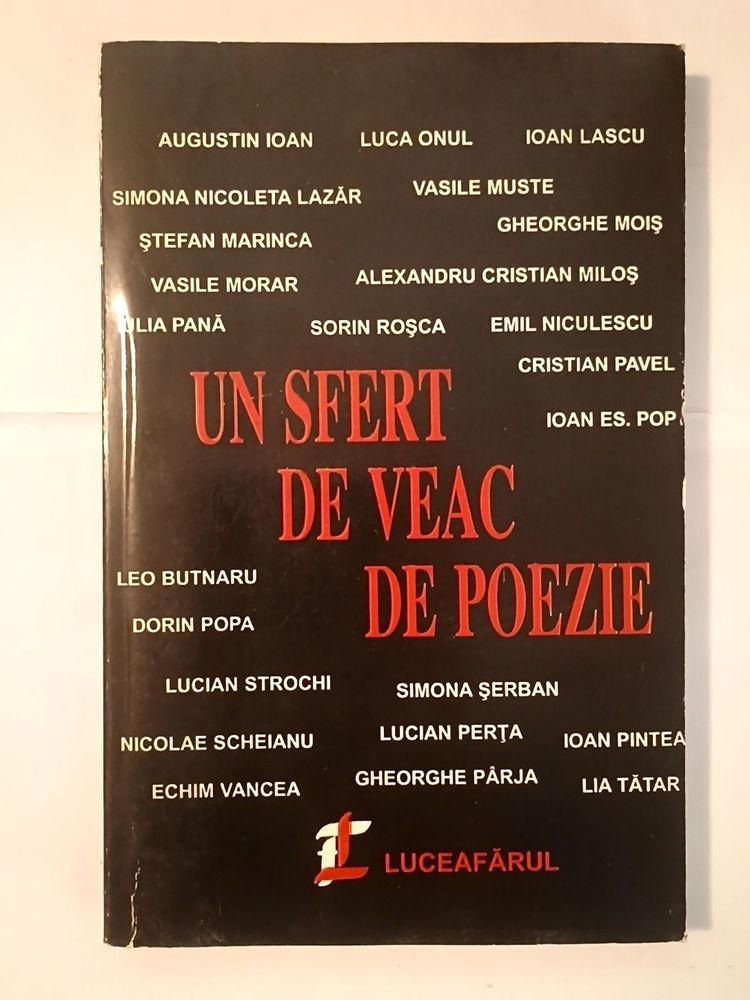 AUGUSTIN IOAN LUCA ONUL IOAN LASCU
SIMONA NICOLETA LAZĂR VASILE MUSTE
ŞTEFAN MARINCA GHEORGHE MOIŞ
VASILE MORAR ALEXANDRU CRISTIAN MILOŞ
IULIA PANĂ SORIN ROŞCA EMIL NICULESCU
CRISTIAN PAVEL
UN SFERT
IOAN ES. POP
DE VEAC
DE POEZIE
LEO BUTNARU
DORIN POPA
LUCIAN STROCHI SIMONA ŞERBAN
NICOLAE SCHEIANU LUCIAN PERŢA IOAN PINTEA
ECHIM VANCEA GHEORGHE PÂRJA LIA TĂTAR
LUCEAFĂRUL